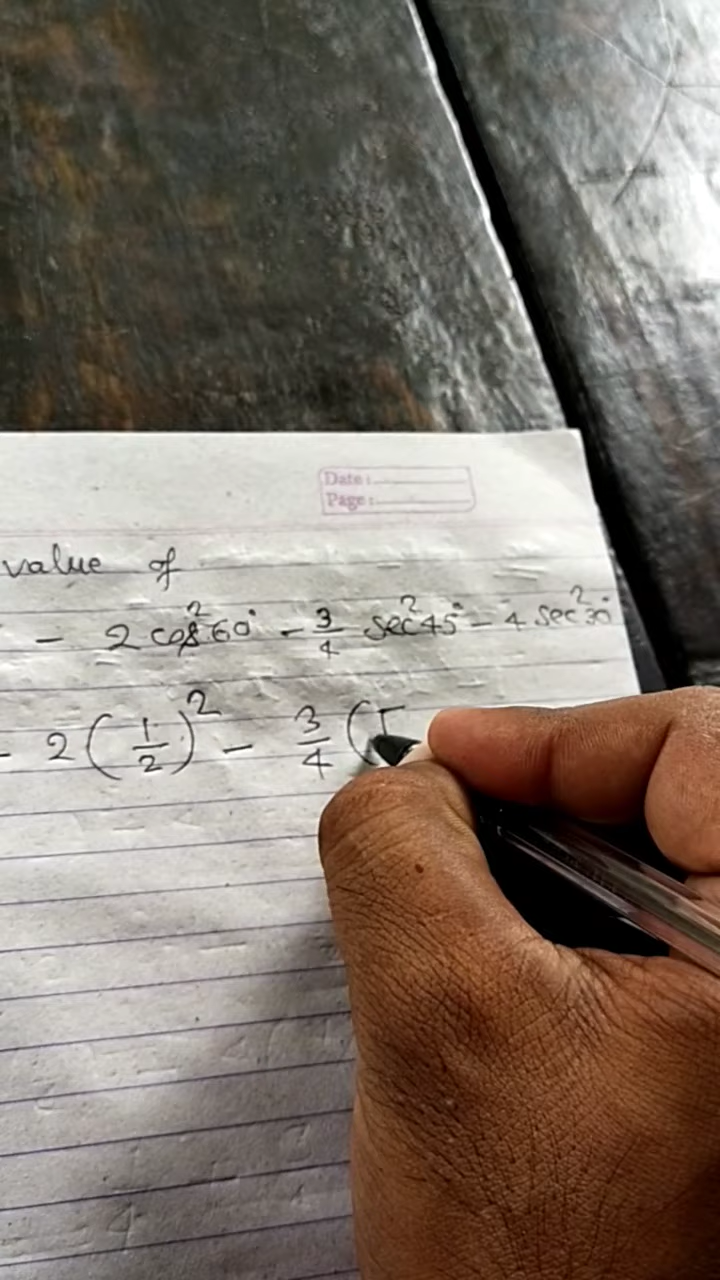 Date:
Page:
value of
- 2 cos²60° - 3/4 sec²45° - 4 sec²30°
- 2(1/2)² - 3/4 (√